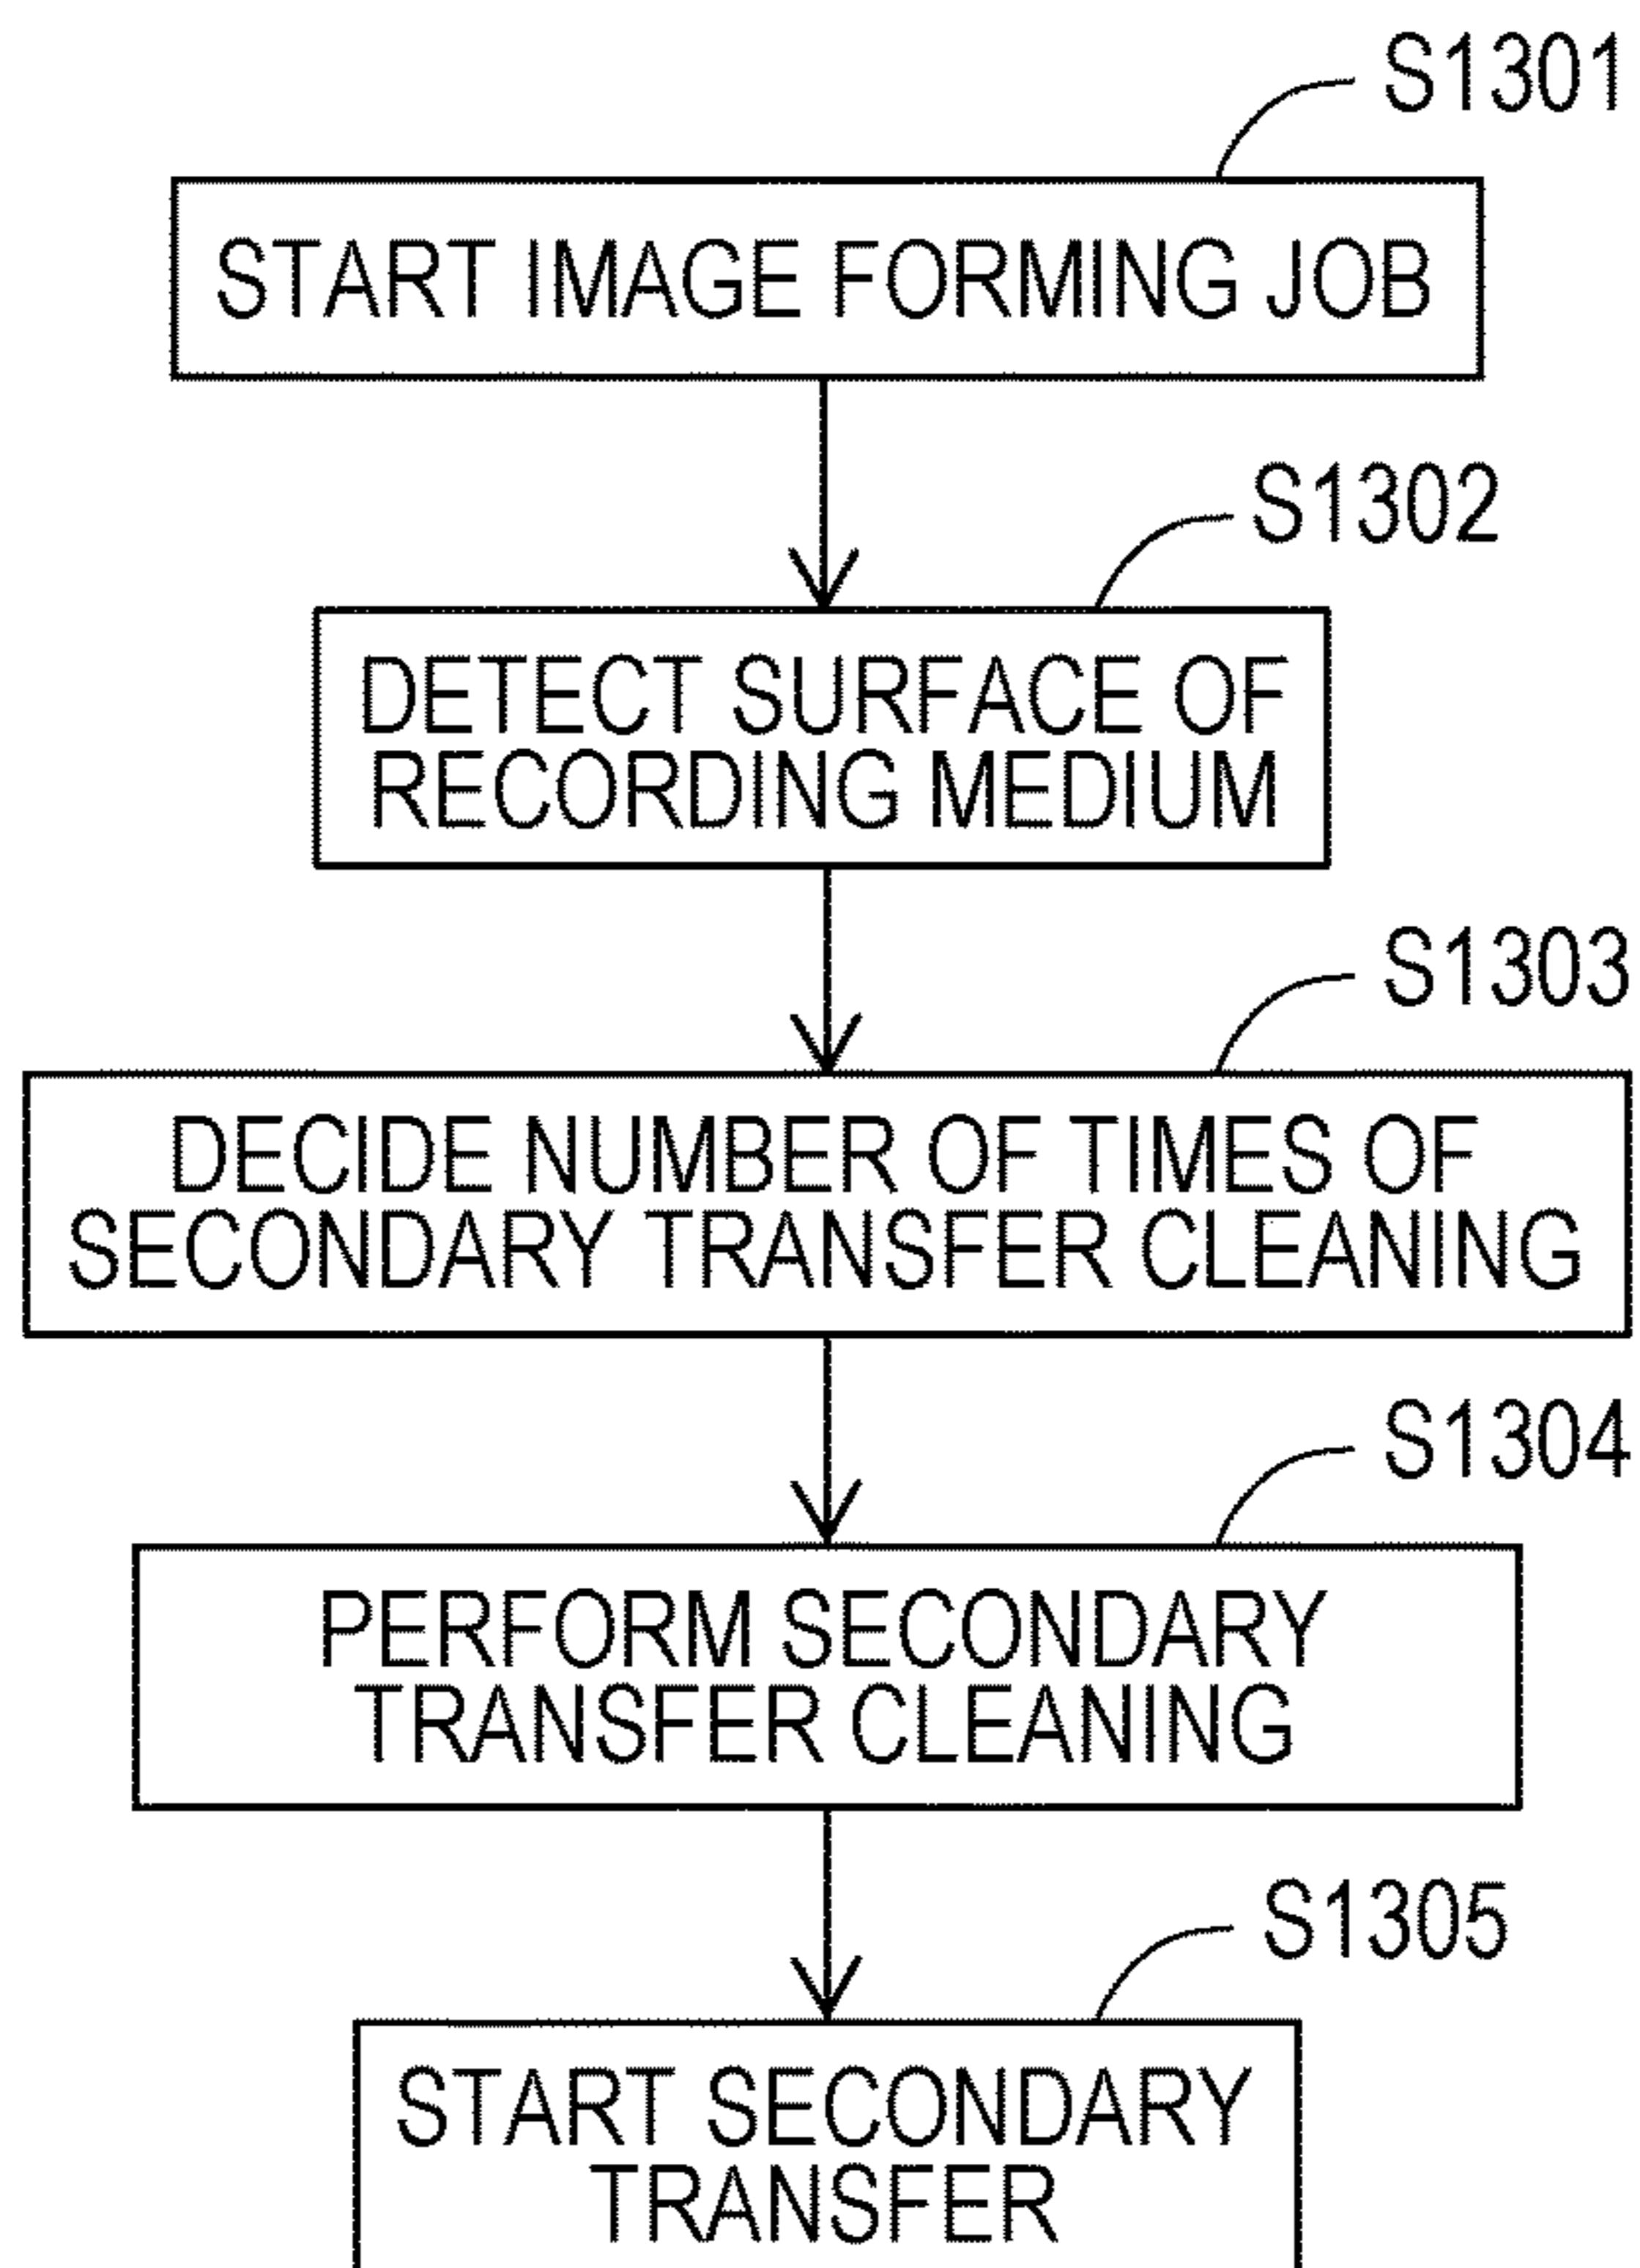 S1301
START IMAGE FORMING JOB
S1302
DETECT SURFACE OF
RECORDING MEDIUM
S1303
DECIDE NUMBER OF TIMES OF
SECONDARY TRANSFER CLEANING
S1304
PERFORM SECONDARY
TRANSFER CLEANING
S1305
START SECONDARY
TRANSFER